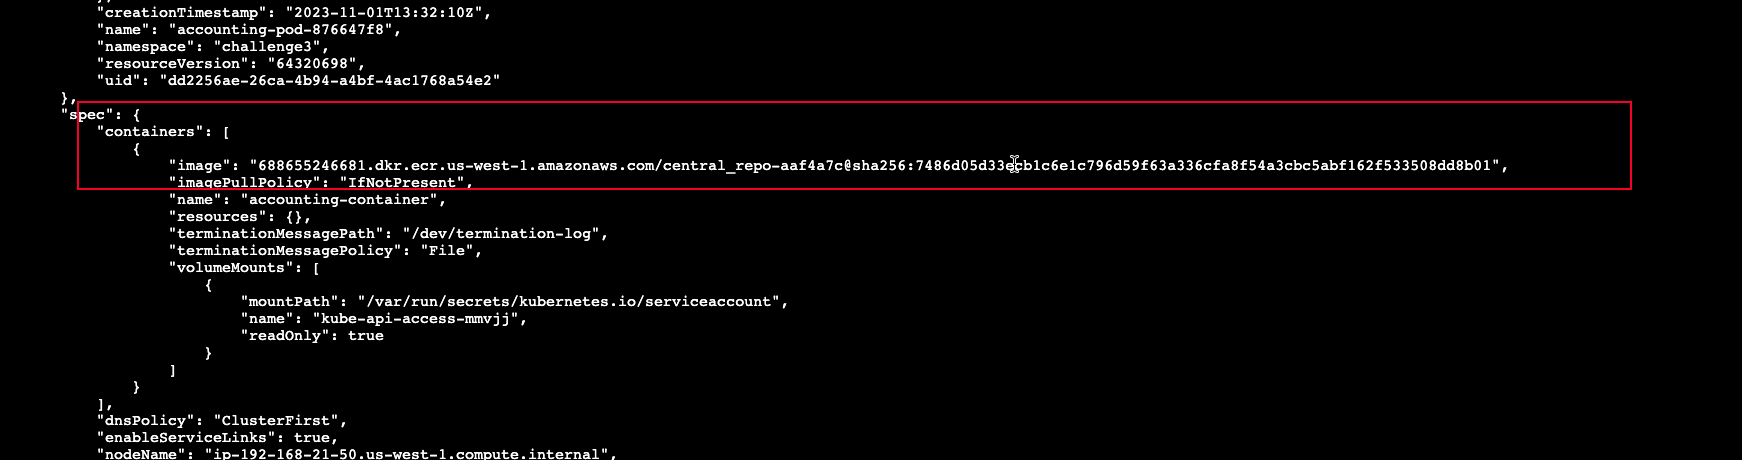 "creationTimestamp": "2023-11-01T13:32:10Z",
"name": "accounting-pod-876647f8",
"namespace": "challenge3",
"resourceVersion": "64320698",
"uid": "dd2256ae-26ca-4b94-a4bf-4ac1768a54e2"
},
"spec": {
"containers": [
{
"image": "688655246681.dkr.ecr.us-west-1.amazonaws.com/central_repo-aaf4a7c@sha256:7486d05d33ecb1c6e1c796d59f63a336cfa8f54a3cbc5abf162f533508dd8b01",
"imagePullPolicy": "IfNotPresent",
"name": "accounting-container",
"resources": {},
"terminationMessagePath": "/dev/termination-log",
"terminationMessagePolicy": "File",
"volumeMounts": [
{
"mountPath": "/var/run/secrets/kubernetes.io/serviceaccount",
"name": "kube-api-access-mmvjj",
"readOnly": true
}
]
}
],
"dnsPolicy": "ClusterFirst",
"enableServiceLinks": true,
"nodeName": "ip-192-168-21-50.us-west-1.compute.internal",